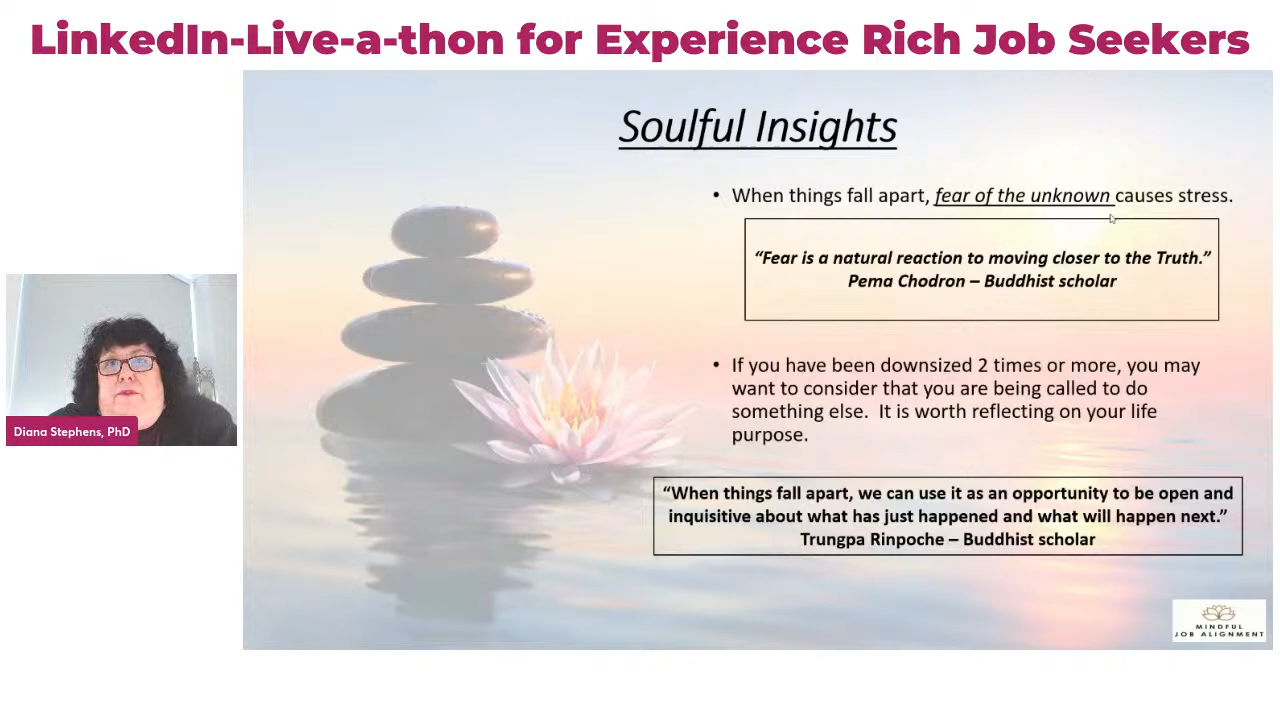 LinkedIn-Live-a-thon for Experience Rich Job Seekers
Soulful Insights
• When things fall apart, fear of the unknown causes stress.
“Fear is a natural reaction to moving closer to the Truth.”
Pema Chodron – Buddhist scholar
• If you have been downsized 2 times or more, you may
want to consider that you are being called to do
something else.  It is worth reflecting on your life
purpose.
“When things fall apart, we can use it as an opportunity to be open and
inquisitive about what has just happened and what will happen next.”
Trungpa Rinpoche – Buddhist scholar
Diana Stephens, PhD
MINDFUL
JOB ALIGNMENT